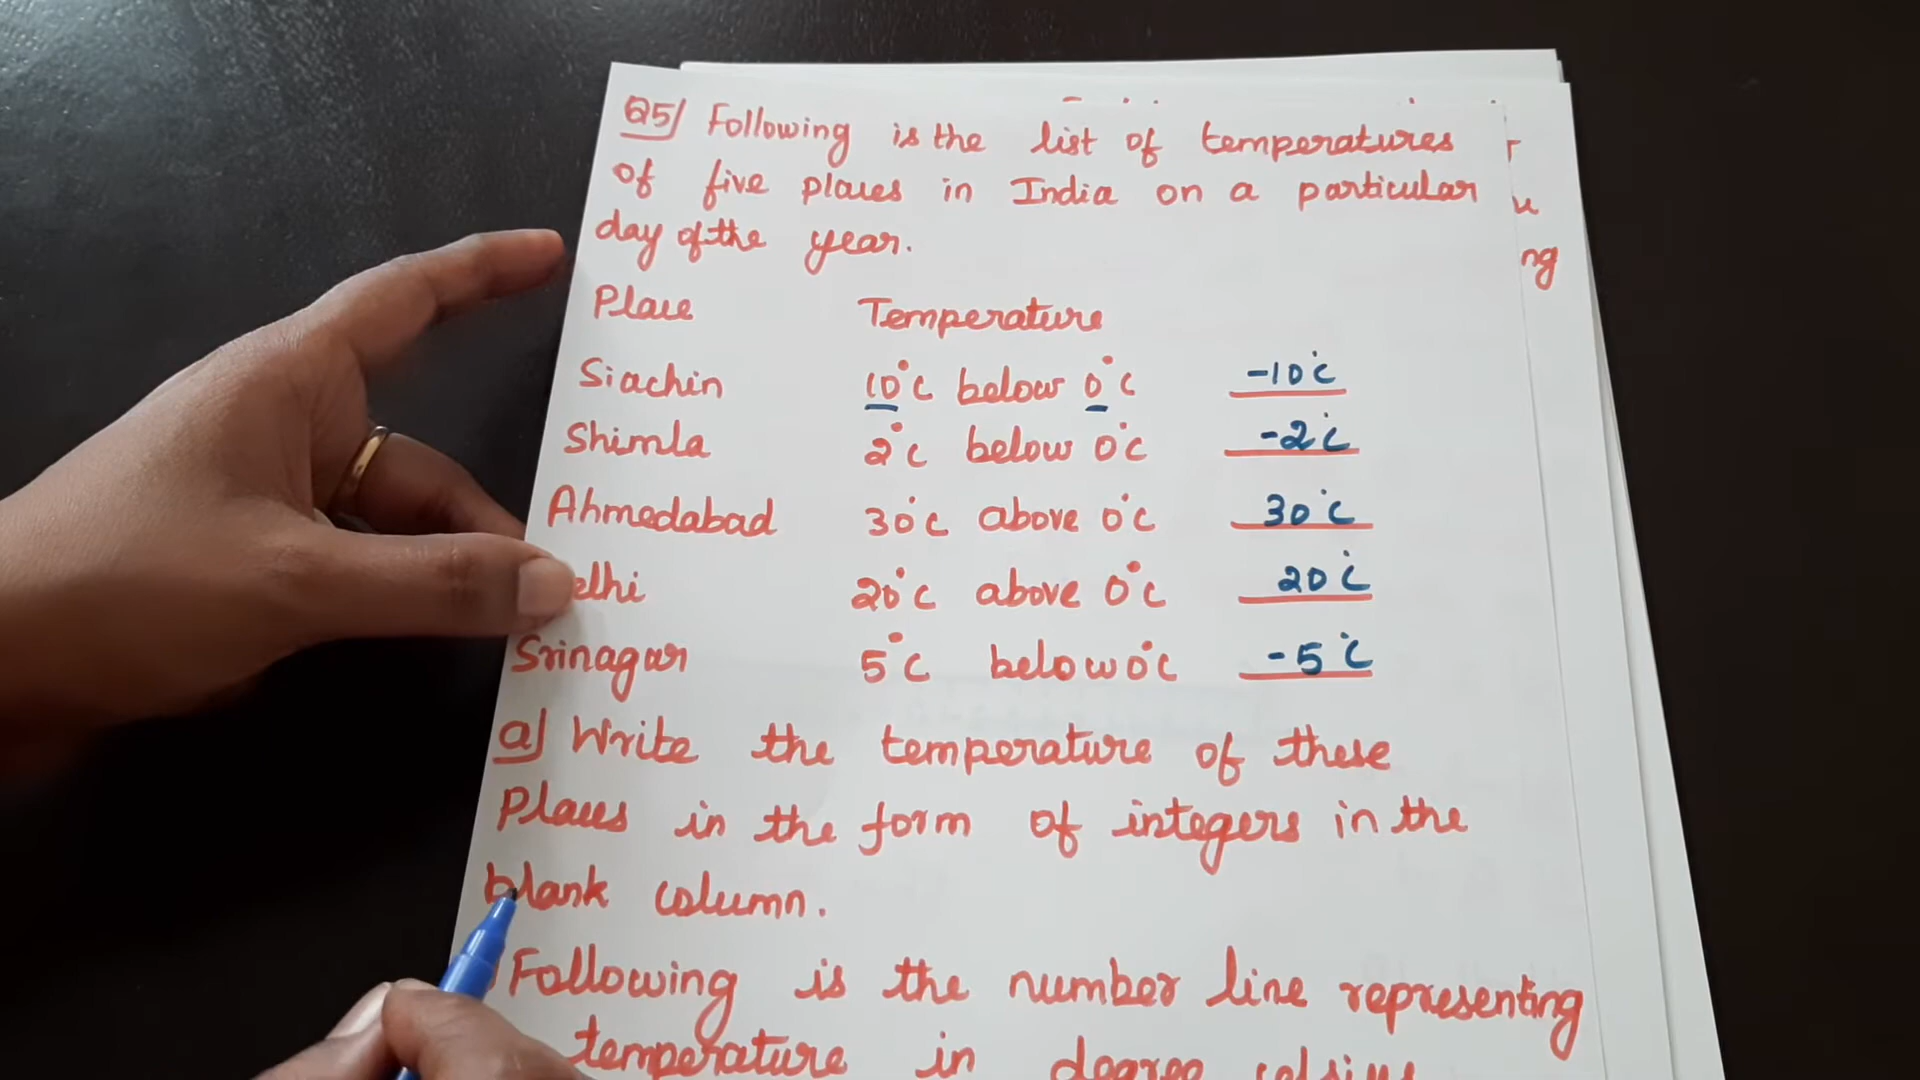 Q5/ Following is the list of temperatures
of five places in India on a particular
day of the year.
Place Temperature
Siachin 10°C below 0°C -10°C
Shimla 2°C below 0°C -2°C
Ahmedabad 30°C above 0°C 30°C
elhi 20°C above 0°C 20°C
Srinagar 5°C below 0°C -5°C
a) Write the temperature of these
Places in the form of integers in the
blank column.
Following is the number line representing
temperature in degree celsius
ng